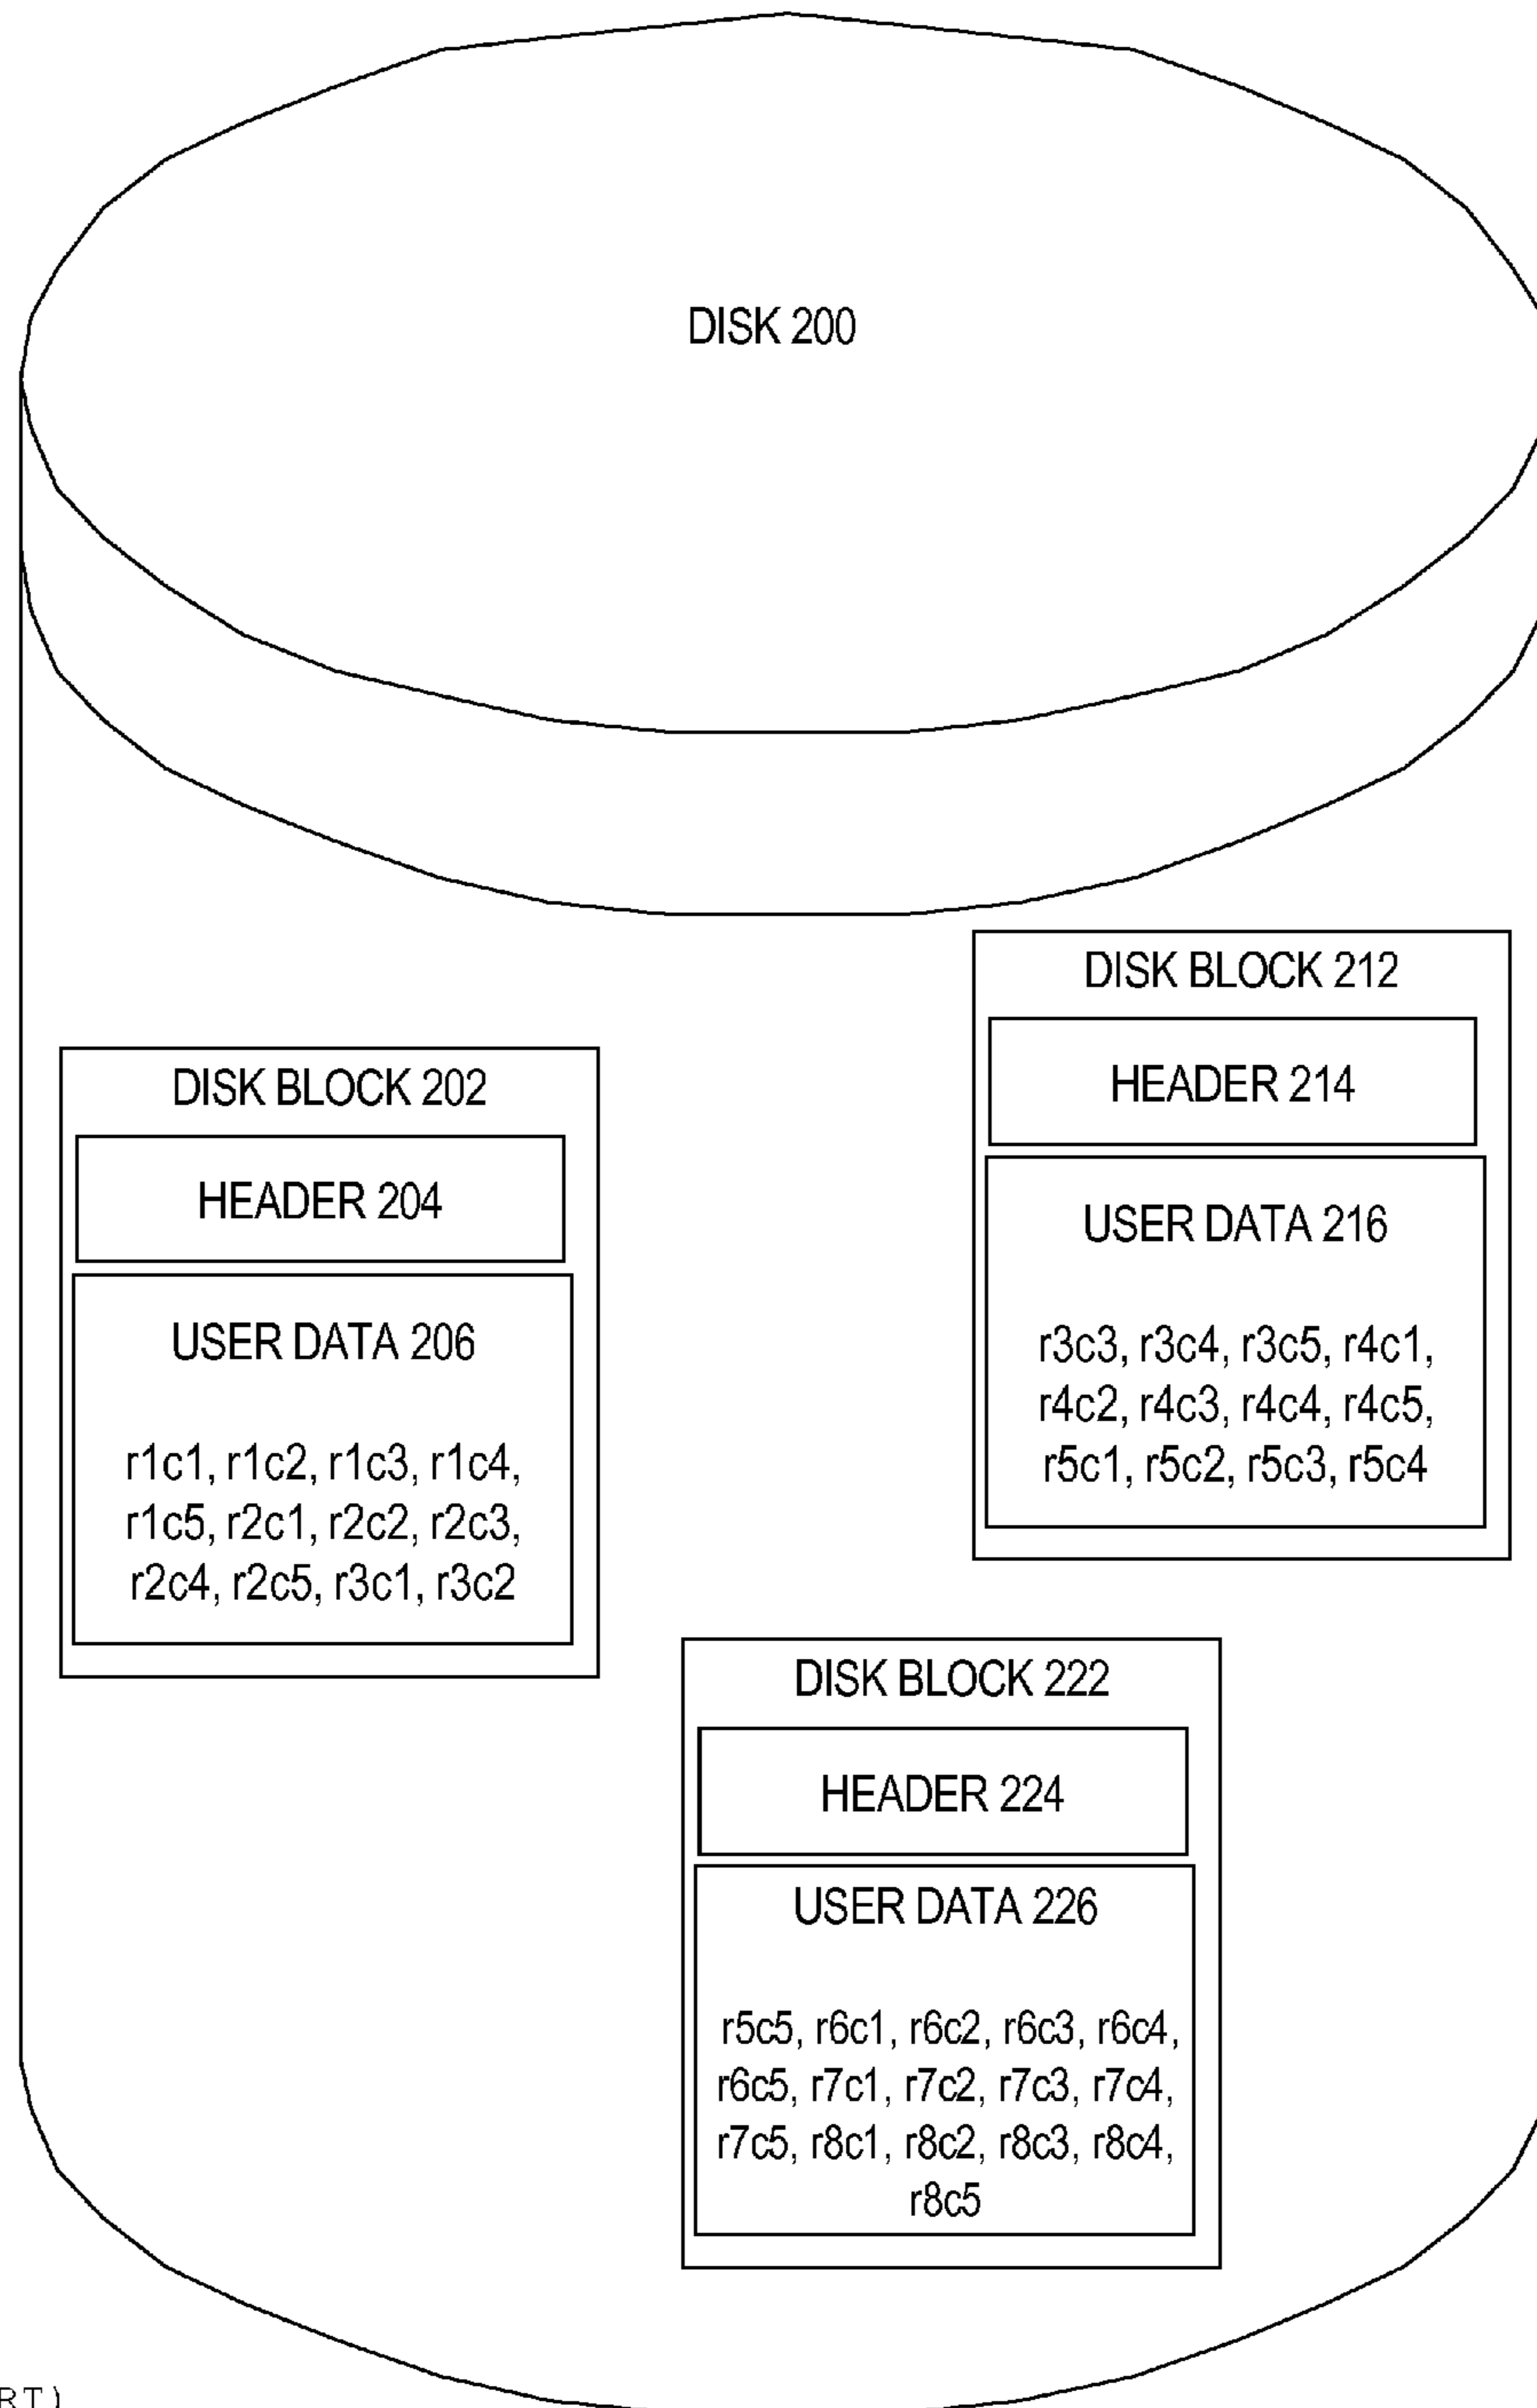 DISK 200
DISK BLOCK 202
HEADER 204
USER DATA 206
r1c1, r1c2, r1c3, r1c4,
r1c5, r2c1, r2c2, r2c3,
r2c4, r2c5, r3c1, r3c2
DISK BLOCK 212
HEADER 214
USER DATA 216
r3c3, r3c4, r3c5, r4c1,
r4c2, r4c3, r4c4, r4c5,
r5c1, r5c2, r5c3, r5c4
DISK BLOCK 222
HEADER 224
USER DATA 226
r5c5, r6c1, r6c2, r6c3, r6c4,
r6c5, r7c1, r7c2, r7c3, r7c4,
r7c5, r8c1, r8c2, r8c3, r8c4,
r8c5